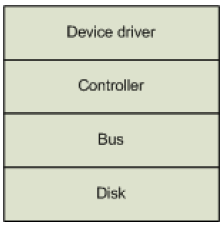 Device driver
Controller
Bus
Disk